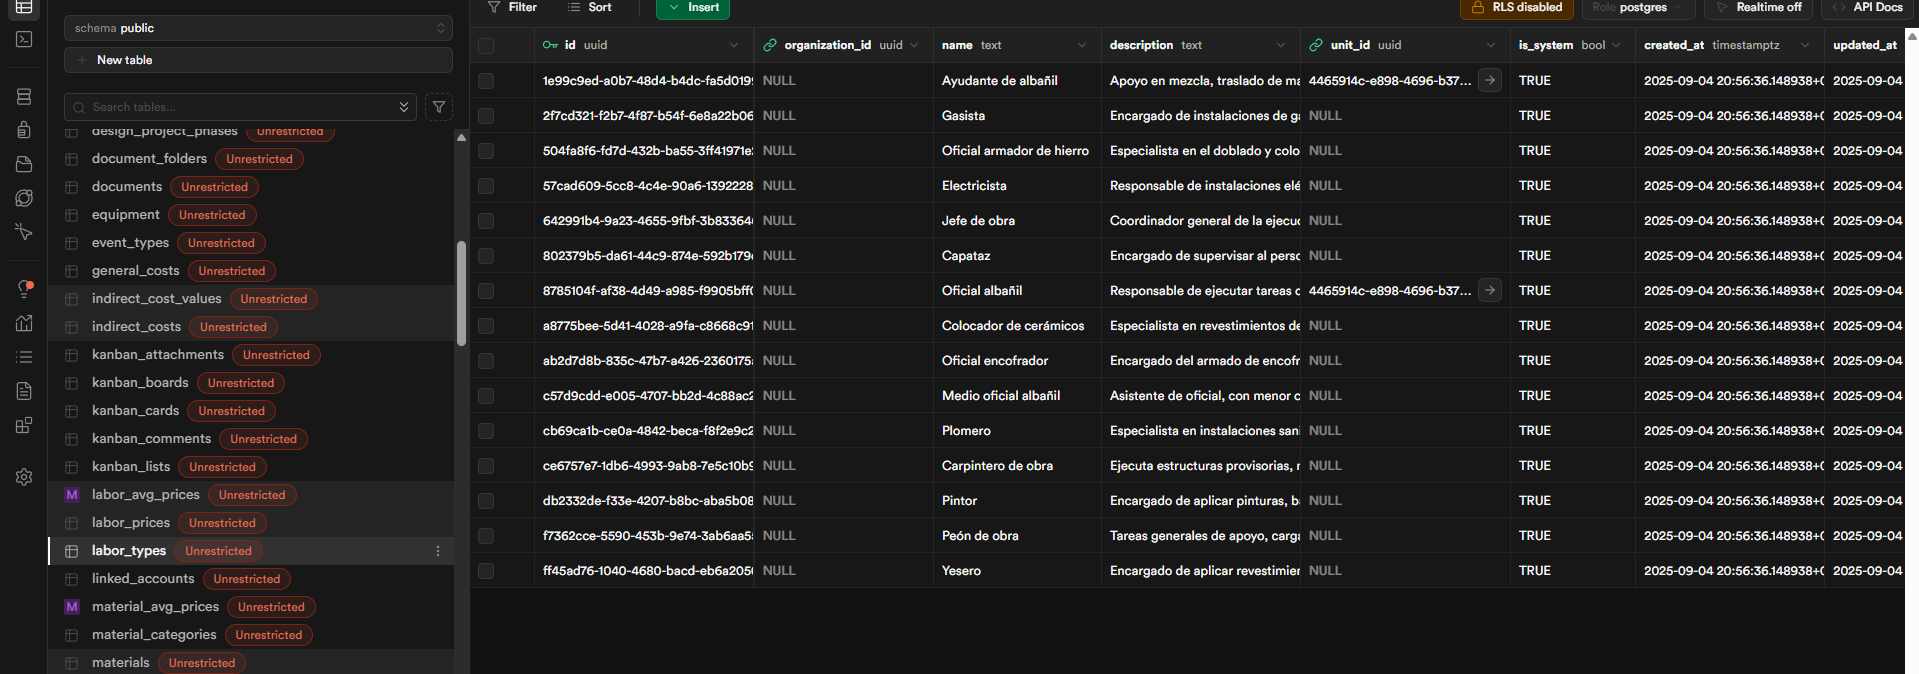 schema public
New table
Search tables...
design_project_phases Unrestricted
document_folders Unrestricted
documents Unrestricted
equipment Unrestricted
event_types Unrestricted
general_costs Unrestricted
indirect_cost_values Unrestricted
indirect_costs Unrestricted
kanban_attachments Unrestricted
kanban_boards Unrestricted
kanban_cards Unrestricted
kanban_comments Unrestricted
kanban_lists Unrestricted
M labor_avg_prices Unrestricted
labor_prices Unrestricted
labor_types Unrestricted
linked_accounts Unrestricted
M material_avg_prices Unrestricted
material_categories Unrestricted
materials Unrestricted
Filter Sort Insert RLS disabled Role postgres Realtime off API Docs
id uuid organization_id uuid name text description text unit_id uuid is_system bool created_at timestamptz updated_at
1e99c9ed-a0b7-48d4-b4dc-fa5d019 NULL Ayudante de albañil Apoyo en mezcla, traslado de ma 4465914c-e898-4696-b37... TRUE 2025-09-04 20:56:36.148938+0 2025-09-04
2f7cd321-f2b7-4f87-b54f-6e8a22b06 NULL Gasista Encargado de instalaciones de ga NULL TRUE 2025-09-04 20:56:36.148938+0 2025-09-04
504fa8f6-fd7d-432b-ba55-3ff41971e NULL Oficial armador de hierro Especialista en el doblado y colo NULL TRUE 2025-09-04 20:56:36.148938+0 2025-09-04
57cad609-5cc8-4c4e-90a6-1392228 NULL Electricista Responsable de instalaciones elé NULL TRUE 2025-09-04 20:56:36.148938+0 2025-09-04
642991b4-9a23-4655-9fbf-3b83364 NULL Jefe de obra Coordinador general de la ejecuc NULL TRUE 2025-09-04 20:56:36.148938+0 2025-09-04
802379b5-da61-44c9-874e-592b179 NULL Capataz Encargado de supervisar al perso NULL TRUE 2025-09-04 20:56:36.148938+0 2025-09-04
8785104f-af38-4d49-a985-f9905bff0 NULL Oficial albañil Responsable de ejecutar tareas c 4465914c-e898-4696-b37... TRUE 2025-09-04 20:56:36.148938+0 2025-09-04
a8775bee-5d41-4028-a9fa-c8668c91 NULL Colocador de cerámicos Especialista en revestimientos de NULL TRUE 2025-09-04 20:56:36.148938+0 2025-09-04
ab2d7d8b-835c-47b7-a426-2360175 NULL Oficial encofrador Encargado del armado de encofr NULL TRUE 2025-09-04 20:56:36.148938+0 2025-09-04
c57d9cdd-e005-4707-bb2d-4c88ac2 NULL Medio oficial albañil Asistente de oficial, con menor c NULL TRUE 2025-09-04 20:56:36.148938+0 2025-09-04
cb69ca1b-ce0a-4842-beca-f8f2e9c2 NULL Plomero Especialista en instalaciones sani NULL TRUE 2025-09-04 20:56:36.148938+0 2025-09-04
ce6757e7-1db6-4993-9ab8-7e5c10b9 NULL Carpintero de obra Ejecuta estructuras provisorias, NULL TRUE 2025-09-04 20:56:36.148938+0 2025-09-04
db2332de-f33e-4207-b8bc-aba5b08 NULL Pintor Encargado de aplicar pinturas, ba NULL TRUE 2025-09-04 20:56:36.148938+0 2025-09-04
f7362cce-5590-453b-9e74-3ab6aa5 NULL Peón de obra Tareas generales de apoyo, carga NULL TRUE 2025-09-04 20:56:36.148938+0 2025-09-04
ff45ad76-1040-4680-bacd-eb6a205 NULL Yesero Encargado de aplicar revestimier NULL TRUE 2025-09-04 20:56:36.148938+0 2025-09-04